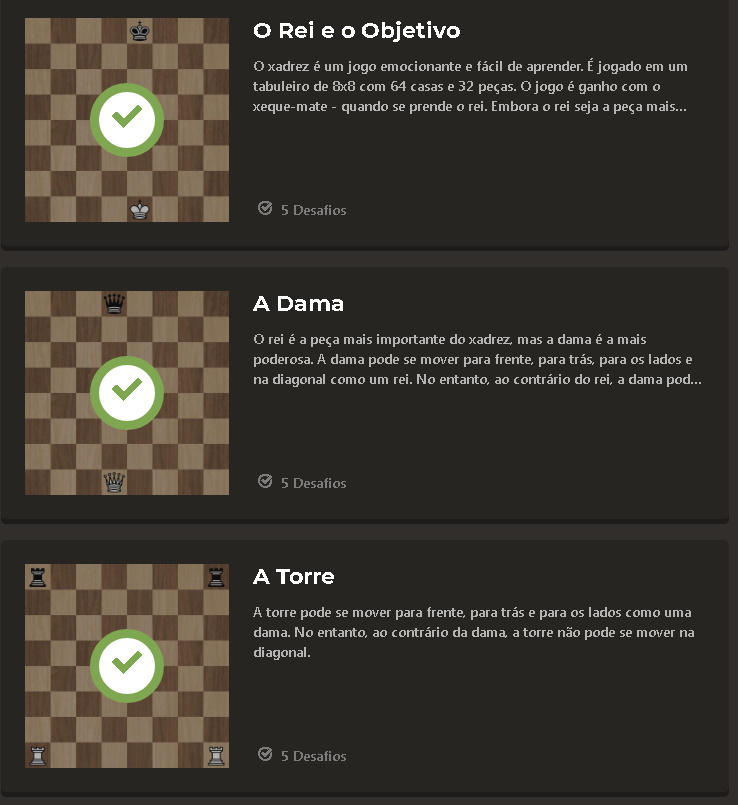 O Rei e o Objetivo
O xadrez é um jogo emocionante e fácil de aprender. É jogado em um
tabuleiro de 8x8 com 64 casas e 32 peças. O jogo é ganho com o
xeque-mate - quando se prende o rei. Embora o rei seja a peça mais...
5 Desafios
A Dama
O rei é a peça mais importante do xadrez, mas a dama é a mais
poderosa. A dama pode se mover para frente, para trás, para os lados e
na diagonal como um rei. No entanto, ao contrário do rei, a dama pod...
5 Desafios
A Torre
A torre pode se mover para frente, para trás e para os lados como uma
dama. No entanto, ao contrário da dama, a torre não pode se mover na
diagonal.
5 Desafios